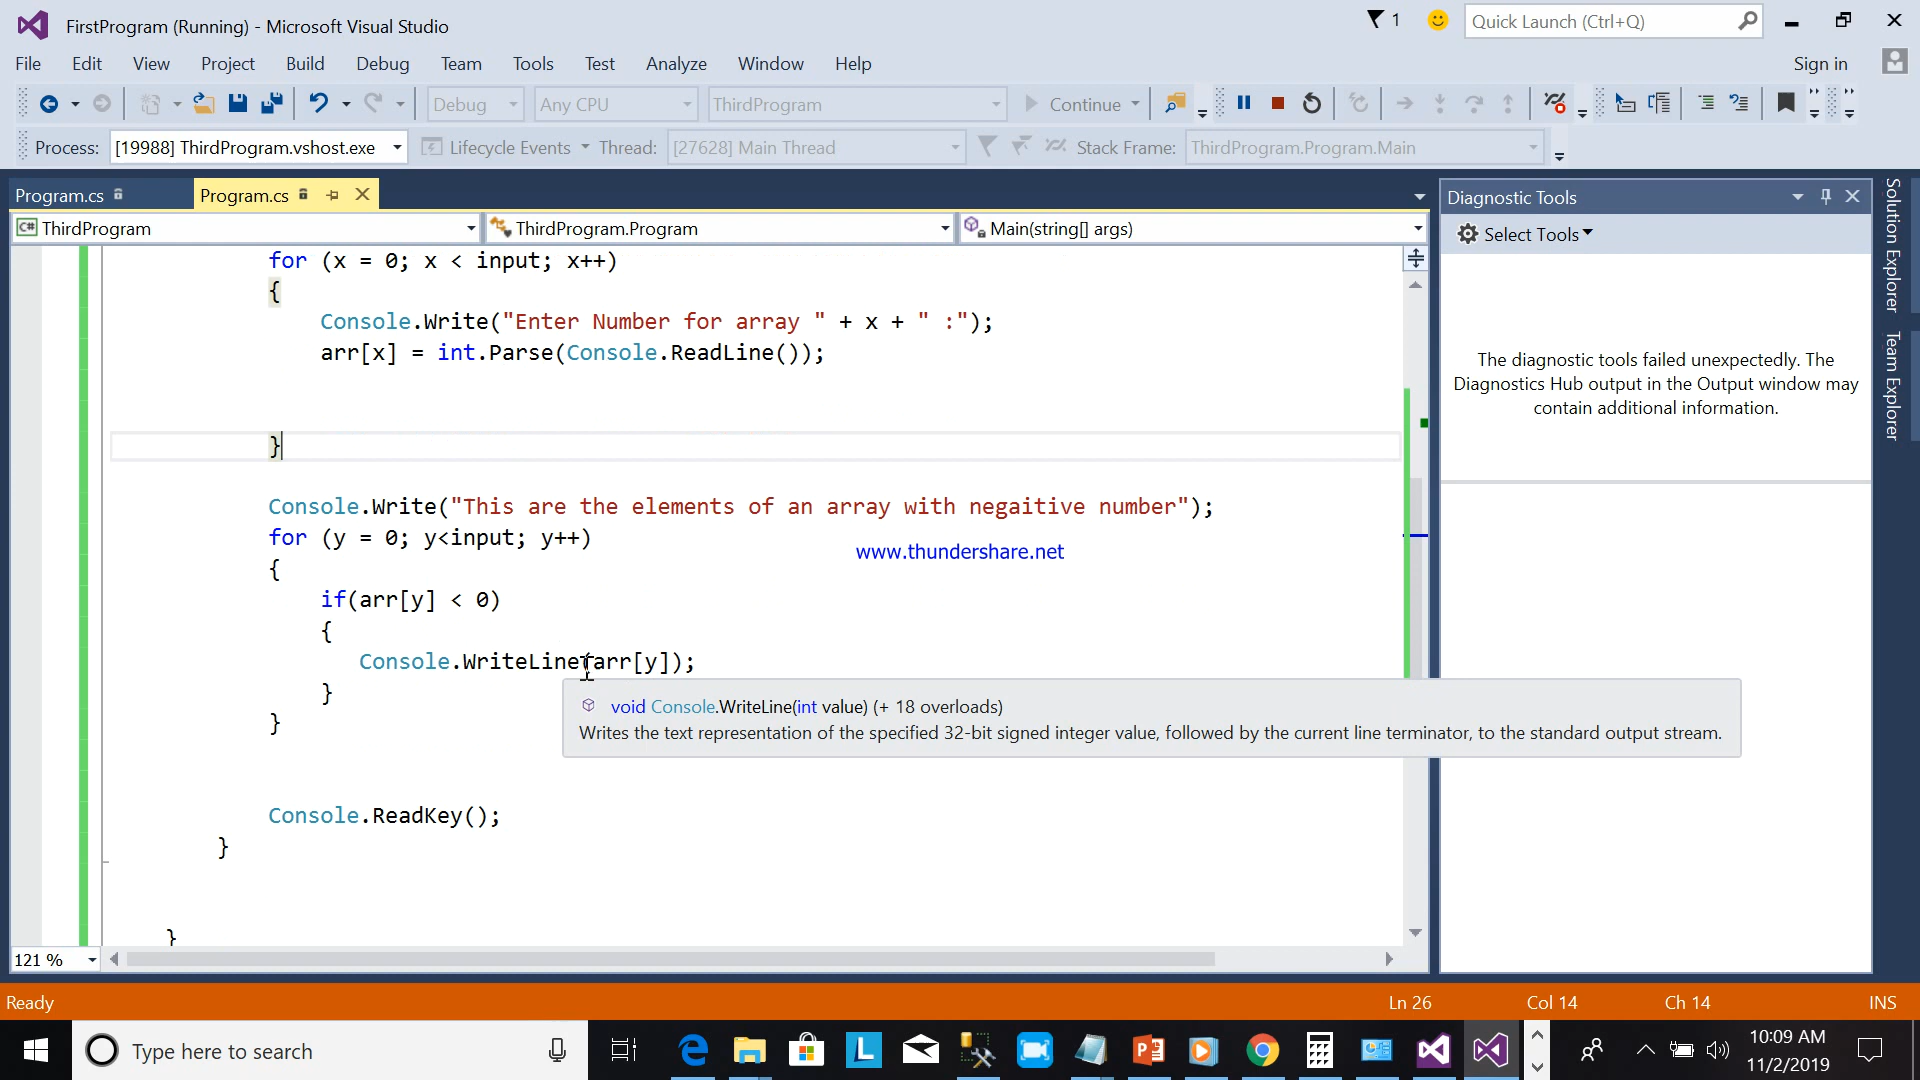 FirstProgram (Running) - Microsoft Visual Studio
1
Quick Launch (Ctrl+Q)
File Edit View Project Build Debug Team Tools Test Analyze Window Help
Sign in
Debug Any CPU ThirdProgram Continue
Process: [19988] ThirdProgram.vshost.exe Lifecycle Events Thread: [27628] Main Thread Stack Frame: ThirdProgram.Program.Main
Program.cs Program.cs
C# ThirdProgram ThirdProgram.Program Main(string[] args)
for (x = 0; x < input; x++)
{
Console.Write("Enter Number for array " + x + " :");
arr[x] = int.Parse(Console.ReadLine());
}
Console.Write("This are the elements of an array with negaitive number");
for (y = 0; y<input; y++)
www.thundershare.net
{
if(arr[y] < 0)
{
Console.WriteLine(arr[y]);
}
}
void Console.WriteLine(int value) (+ 18 overloads)
Writes the text representation of the specified 32-bit signed integer value, followed by the current line terminator, to the standard output stream.
Console.ReadKey();
}
}
121 %
Diagnostic Tools
Select Tools
The diagnostic tools failed unexpectedly. The
Diagnostics Hub output in the Output window may
contain additional information.
Solution Explorer
Team Explorer
Ready Ln 26 Col 14 Ch 14 INS
Type here to search
10:09 AM
11/2/2019